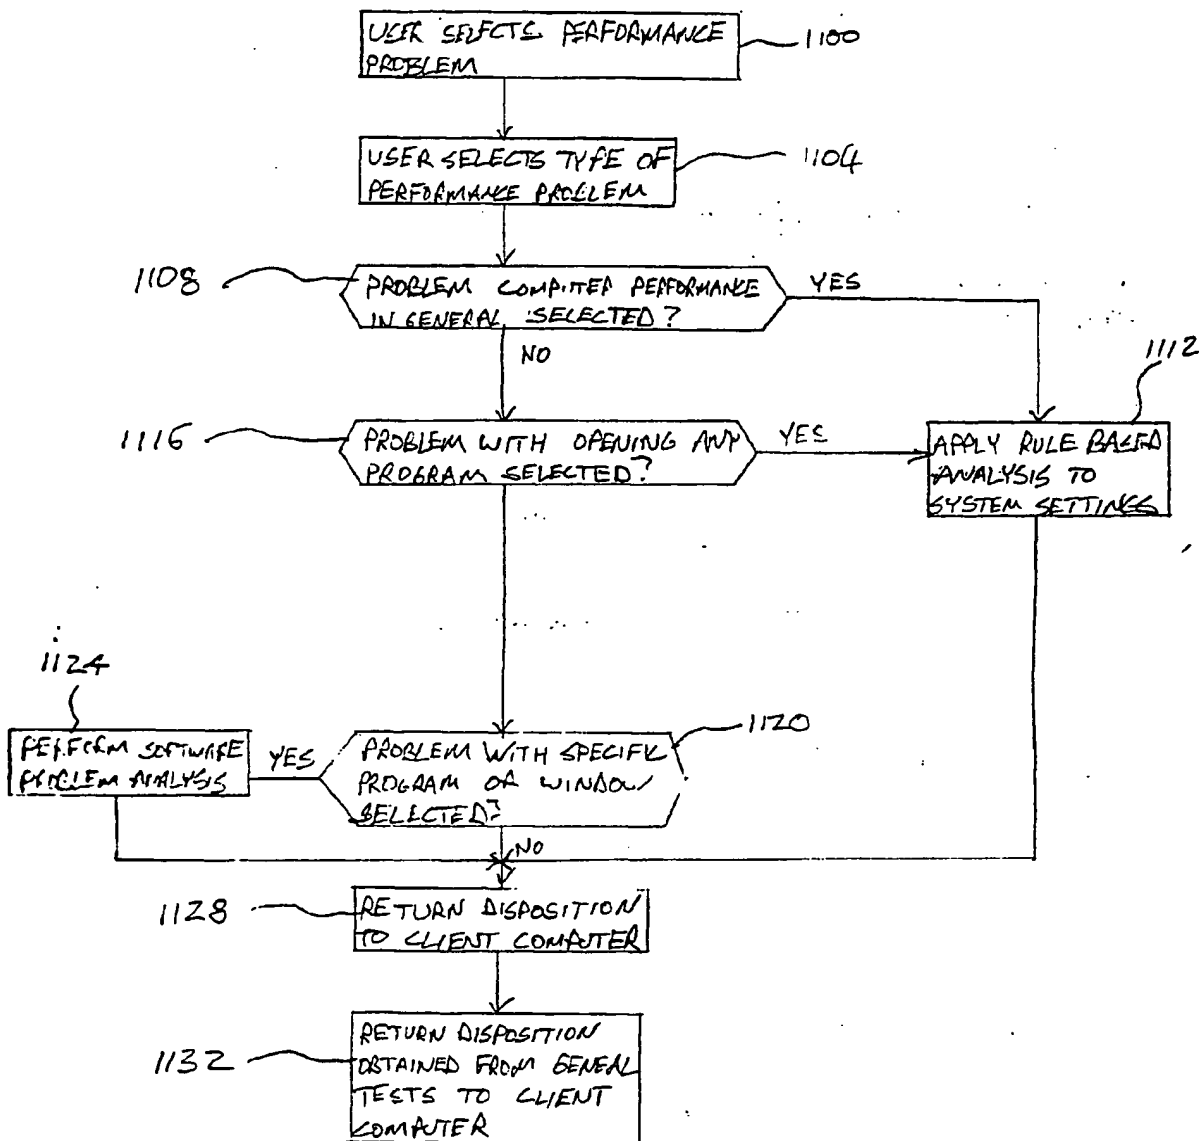 USER SELECTS PERFORMANCE
PROBLEM
1100
USER SELECTS TYPE OF
PERFORMANCE PROBLEM
1104
1108
PROBLEM COMPUTER PERFORMANCE
IN GENERAL SELECTED?
YES
NO
1112
1116
PROBLEM WITH OPENING ANY
PROGRAM SELECTED?
YES
APPLY RULE BASED
ANALYSIS TO
SYSTEM SETTINGS
1124
1120
PERFORM SOFTWARE
PROBLEM ANALYSIS
YES
PROBLEM WITH SPECIFIC
PROGRAM OR WINDOW
SELECTED?
NO
1128
RETURN DISPOSITION
TO CLIENT COMPUTER
1132
RETURN DISPOSITION
OBTAINED FROM GENERAL
TESTS TO CLIENT
COMPUTER